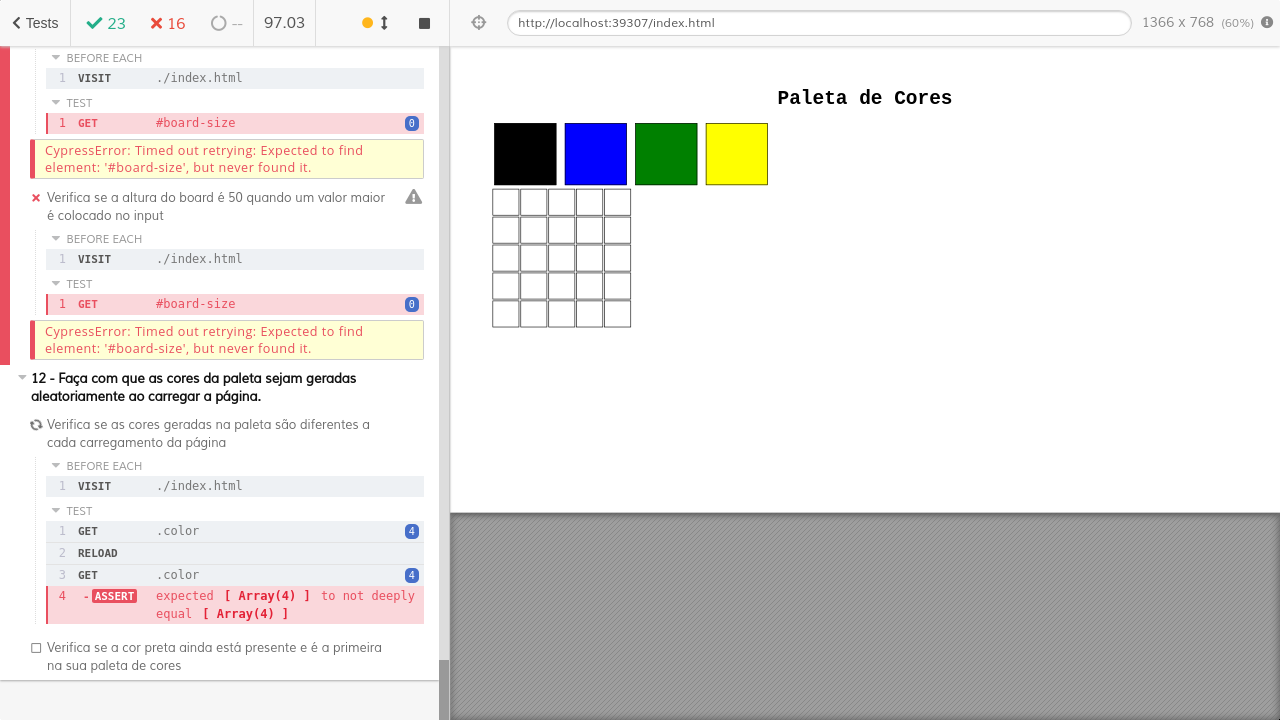 Tests 23 16 -- 97.03
http://localhost:39307/index.html 1366 x 768 (60%)
BEFORE EACH
1 VISIT ./index.html
TEST
1 GET #board-size 0
CypressError: Timed out retrying: Expected to find
element: '#board-size', but never found it.
Verifica se a altura do board é 50 quando um valor maior
é colocado no input
BEFORE EACH
1 VISIT ./index.html
TEST
1 GET #board-size 0
CypressError: Timed out retrying: Expected to find
element: '#board-size', but never found it.
12 - Faça com que as cores da paleta sejam geradas
aleatoriamente ao carregar a página.
Verifica se as cores geradas na paleta são diferentes a
cada carregamento da página
BEFORE EACH
1 VISIT ./index.html
TEST
1 GET .color 4
2 RELOAD
3 GET .color 4
4 -ASSERT expected [ Array(4) ] to not deeply
equal [ Array(4) ]
Verifica se a cor preta ainda está presente e é a primeira
na sua paleta de cores
Paleta de Cores